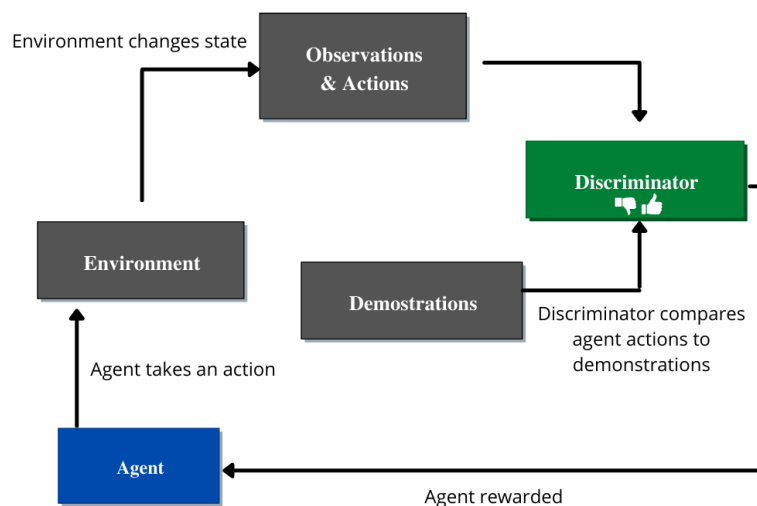 Environment changes state
Observations
& Actions
Discriminator
Environment
Demostrations
Discriminator compares
agent actions to
demonstrations
Agent takes an action
Agent
Agent rewarded